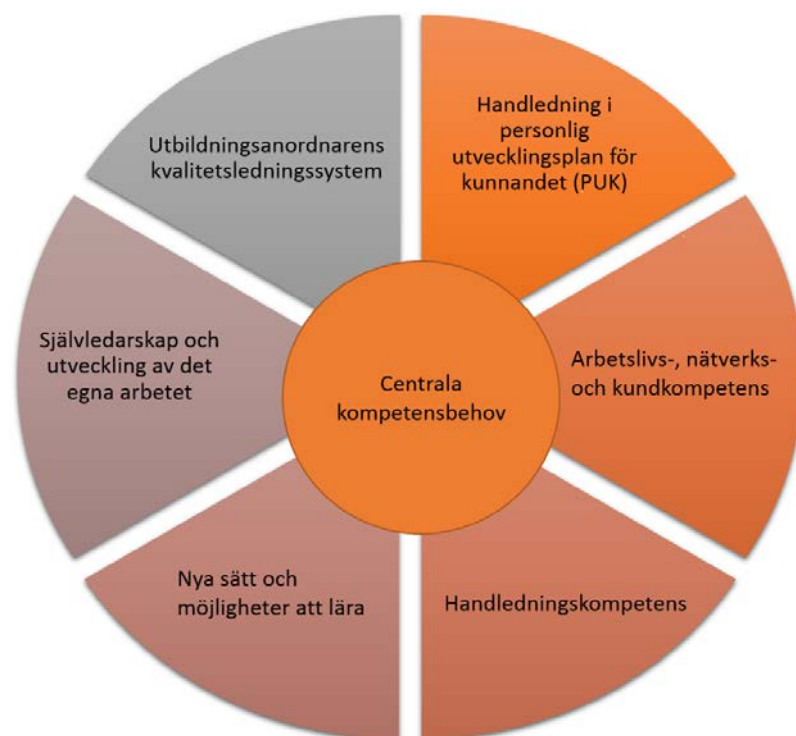 Handledning i
personlig
utvecklingsplan för
kunnandet (PUK)
Arbetslivs-, nätverks-
och kundkompetens
Handledningskompetens
Nya sätt och
möjligheter att lära
Självledarskap och
utveckling av det
egna arbetet
Utbildningsanordnarens
kvalitetsledningssystem
Centrala
kompetensbehov